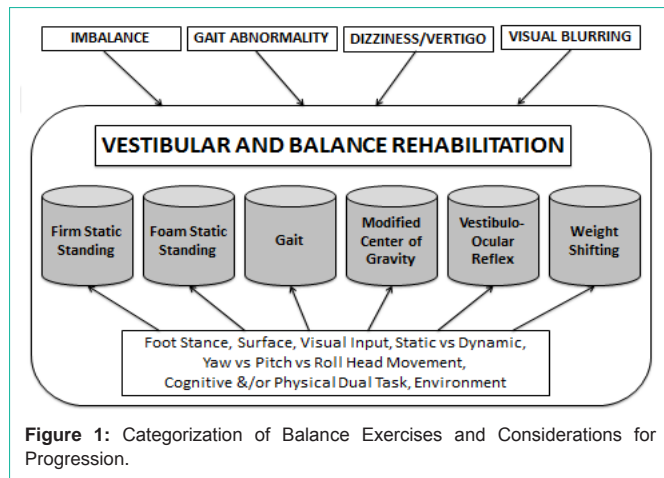 IMBALANCE
GAIT ABNORMALITY
DIZZINESS/VERTIGO
VISUAL BLURRING
VESTIBULAR AND BALANCE REHABILITATION
Firm Static
Standing
Foam Static
Standing
Gait
Modified
Center of
Gravity
Vestibulo-
Ocular
Reflex
Weight
Shifting
Foot Stance, Surface, Visual Input, Static vs Dynamic,
Yaw vs Pitch vs Roll Head Movement,
Cognitive &/or Physical Dual Task, Environment
Figure 1: Categorization of Balance Exercises and Considerations for
Progression.